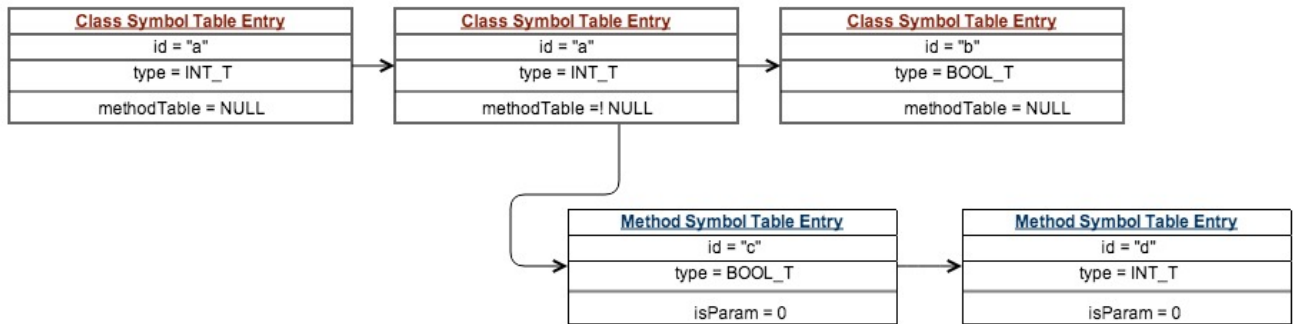 Class Symbol Table Entry
id = "a"
type = INT_T
methodTable = NULL
Class Symbol Table Entry
id = "a"
type = INT_T
methodTable =! NULL
Class Symbol Table Entry
id = "b"
type = BOOL_T
methodTable = NULL
Method Symbol Table Entry
id = "c"
type = BOOL_T
isParam = 0
Method Symbol Table Entry
id = "d"
type = INT_T
isParam = 0